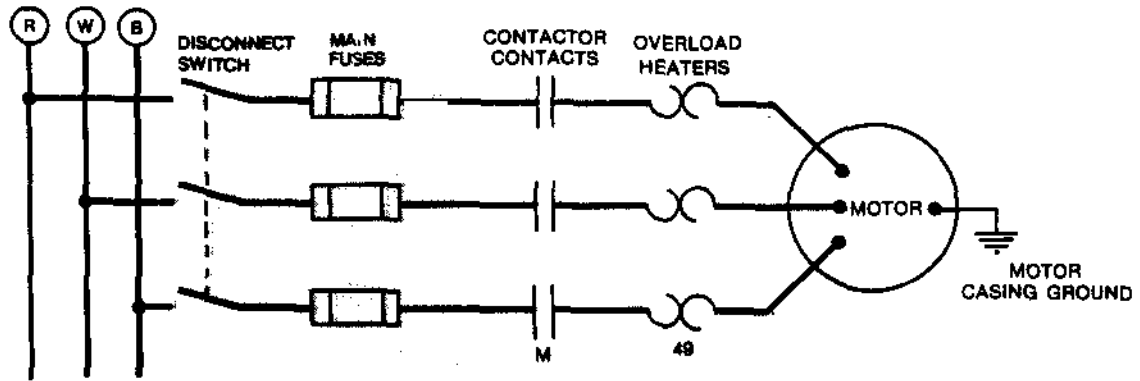 R W B
DISCONNECT
SWITCH
MAIN
FUSES
CONTACTOR
CONTACTS
OVERLOAD
HEATERS
MOTOR
MOTOR
CASING GROUND
M
49